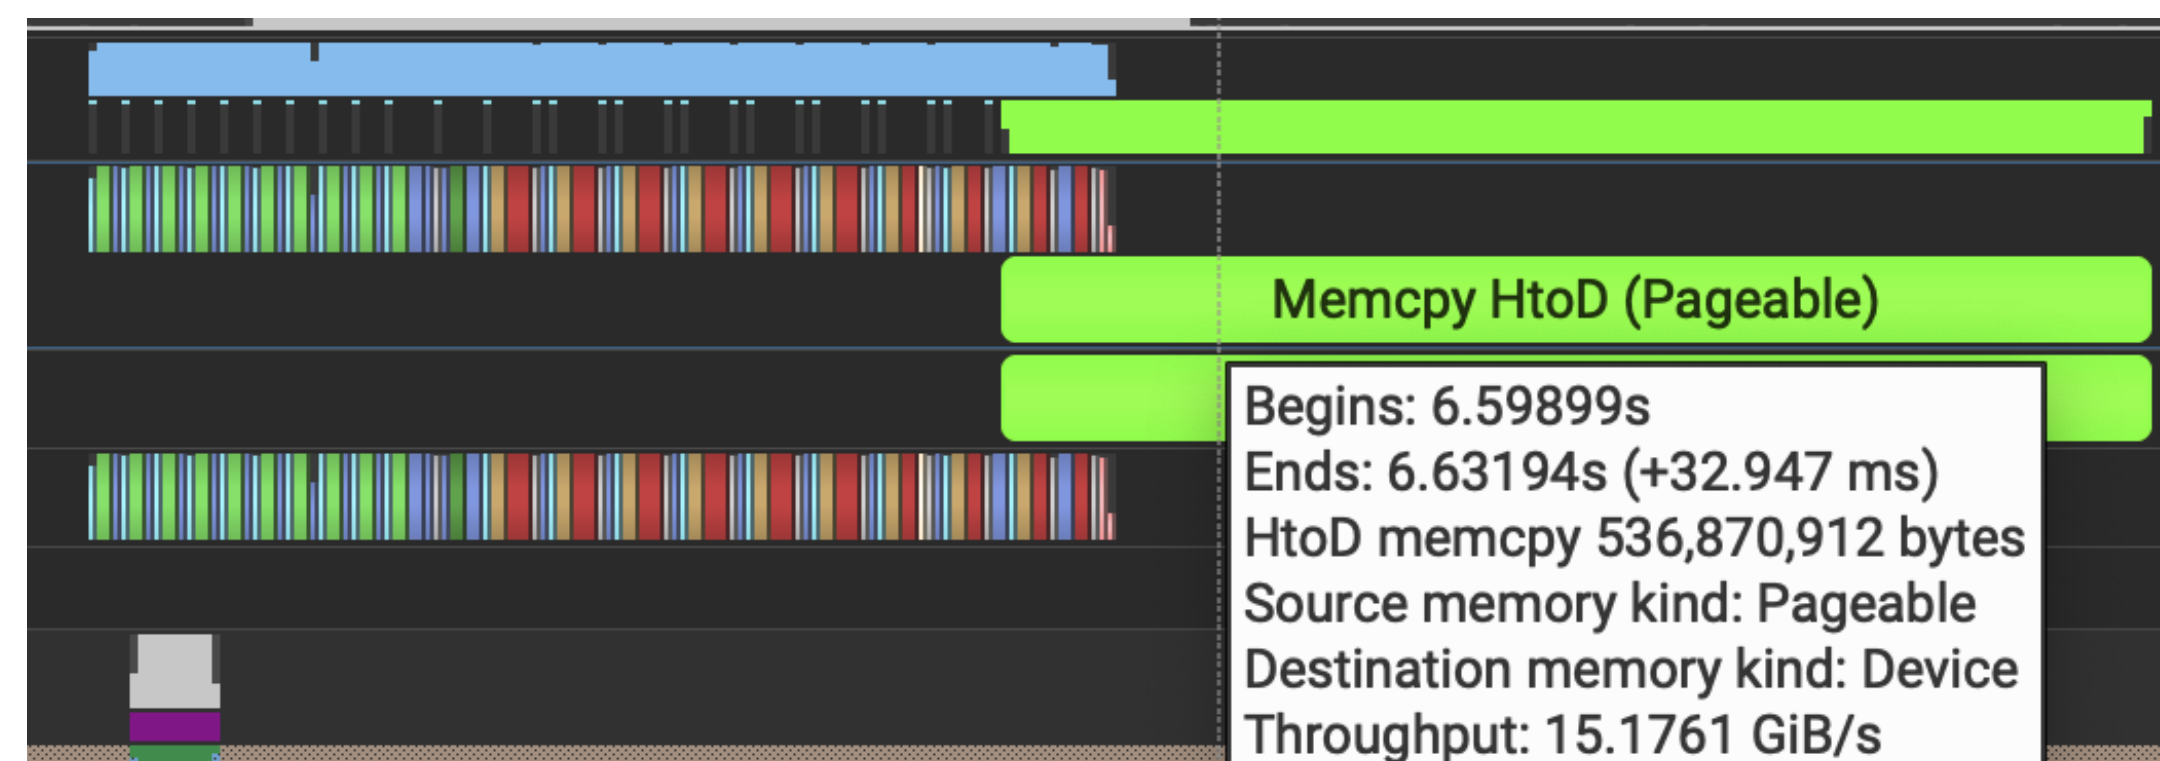 Memcpy HtoD (Pageable)
Begins: 6.59899s
Ends: 6.63194s (+32.947 ms)
HtoD memcpy 536,870,912 bytes
Source memory kind: Pageable
Destination memory kind: Device
Throughput: 15.1761 GiB/s